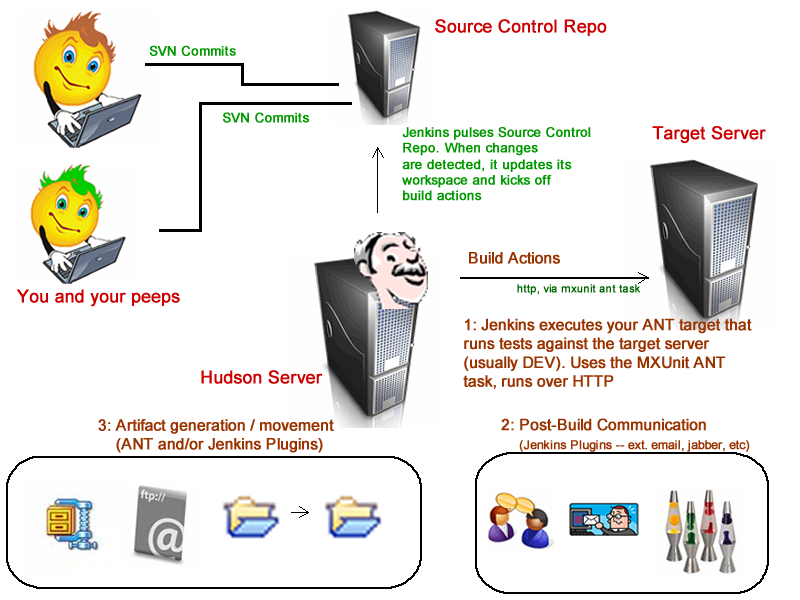 Source Control Repo
SVN Commits
SVN Commits
Jenkins pulses Source Control
Repo. When changes
are detected, it updates its
workspace and kicks off
build actions
Target Server
You and your peeps
Build Actions
http, via mxunit ant task
1: Jenkins executes your ANT target that
runs tests against the target server
(usually DEV). Uses the MXUnit ANT
task, runs over HTTP
Hudson Server
3: Artifact generation / movement
(ANT and/or Jenkins Plugins)
2: Post-Build Communication
(Jenkins Plugins -- ext. email, jabber, etc)
ftp://
@